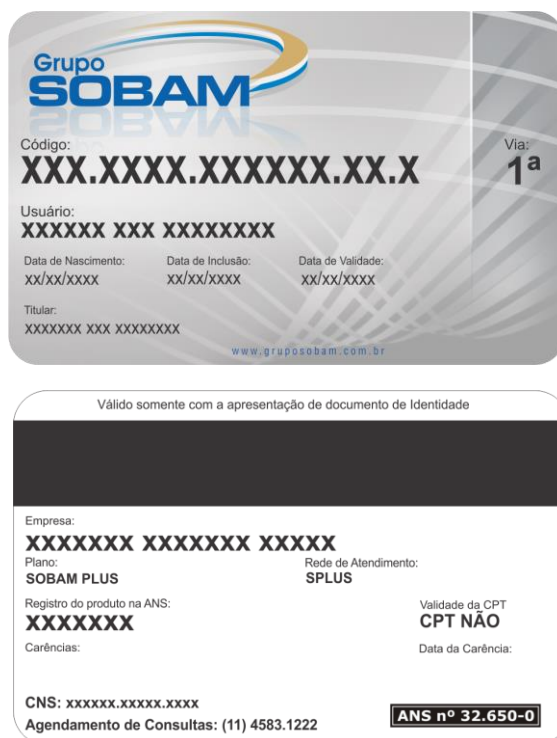 Grupo
SOBAM
Código: Via:
XXX.XXXX.XXXXXX.XX.X 1ª
Usuário:
XXXXXX XXX XXXXXXXX
Data de Nascimento: Data de Inclusão: Data de Validade:
xx/xx/xxxx xx/xx/xxxx xx/xx/xxxx
Titular:
XXXXXXX XXX XXXXXXXX
www.gruposobam.com.br
Válido somente com a apresentação de documento de Identidade
Empresa:
XXXXXXX XXXXXXX XXXXX
Plano: Rede de Atendimento:
SOBAM PLUS SPLUS
Registro do produto na ANS: Validade da CPT
XXXXXXX CPT NÃO
Carências: Data da Carência:
CNS: xxxxxx.xxxxx.xxxx
Agendamento de Consultas: (11) 4583.1222 ANS nº 32.650-0